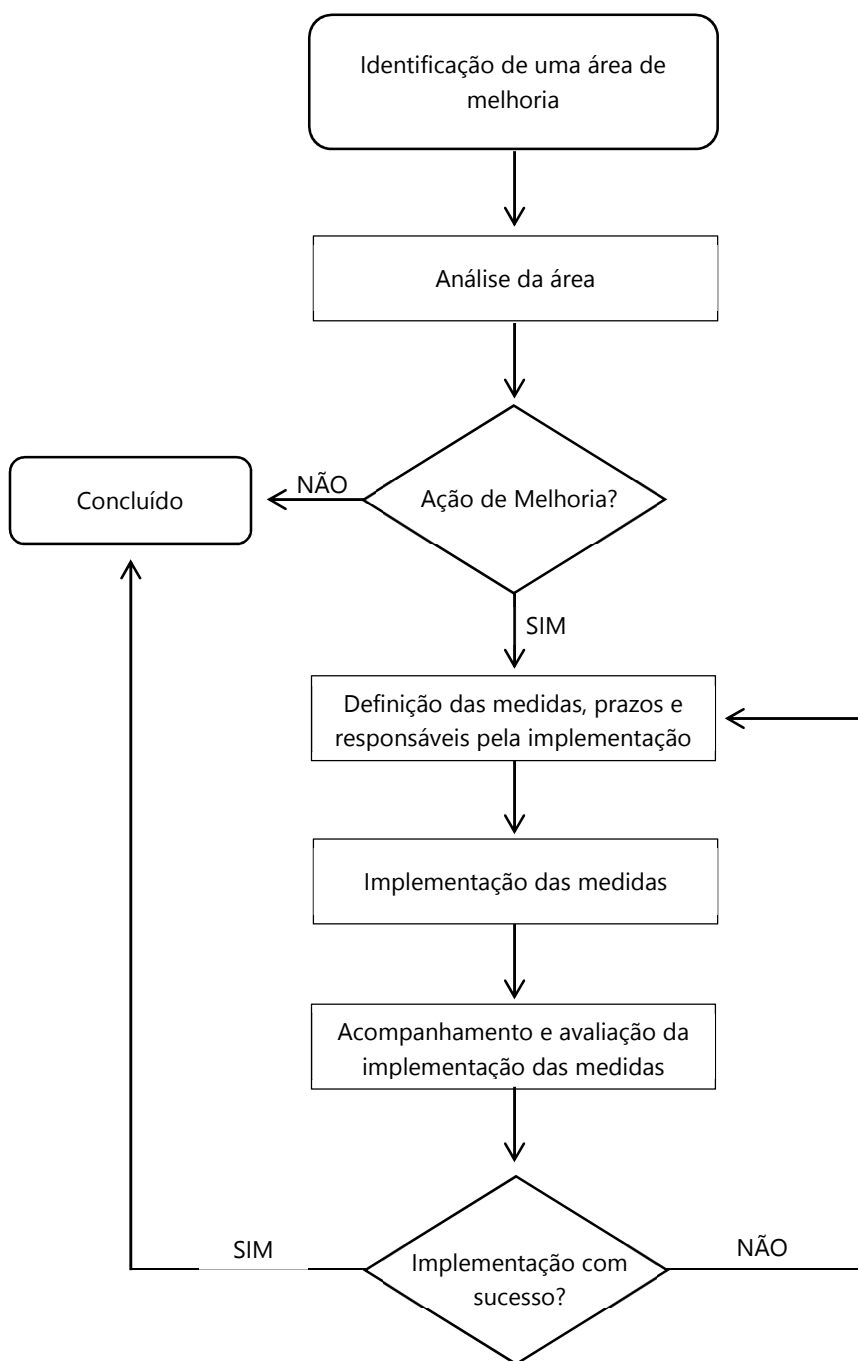 Identificação de uma área de
melhoria
Análise da área
NÃO
Concluído
Ação de Melhoria?
SIM
Definição das medidas, prazos e
responsáveis pela implementação
Implementação das medidas
Acompanhamento e avaliação da
implementação das medidas
SIM
NÃO
Implementação com
sucesso?